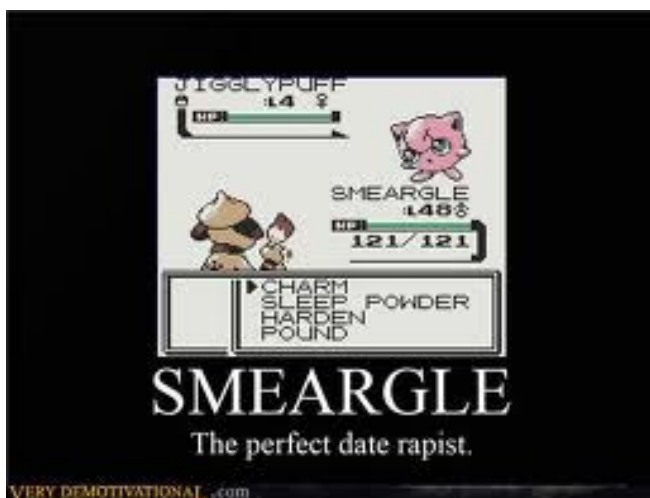 JIGGLYPUFF
:L4 ♀
HP
SMEARGLE
:L48♂
HP
121/121
▶CHARM
SLEEP POWDER
HARDEN
POUND
SMEARGLE
The perfect date rapist.
VERY DEMOTIVATIONAL .com